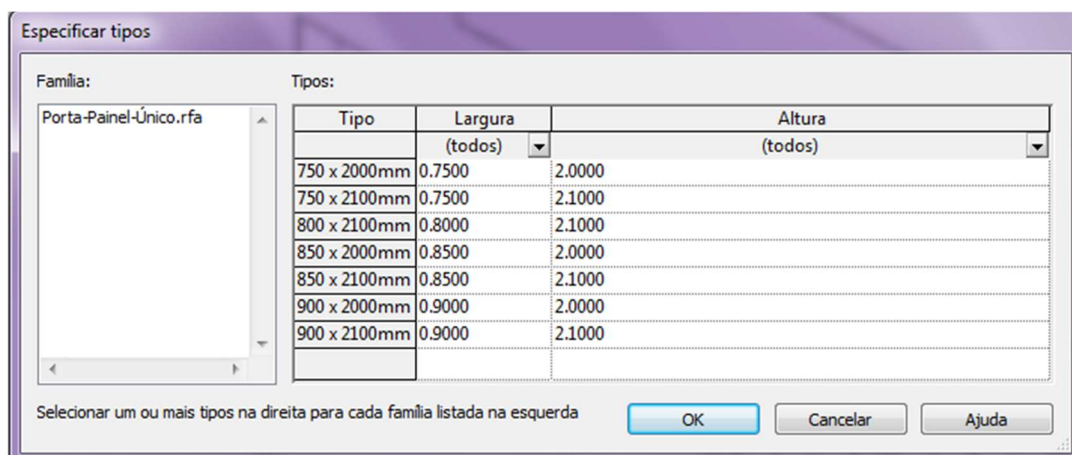 Especificar tipos
Família: Tipos:
Porta-Painel-Único.rfa
Tipo Largura Altura
(todos) (todos)
750 x 2000mm 0.7500 2.0000
750 x 2100mm 0.7500 2.1000
800 x 2100mm 0.8000 2.1000
850 x 2000mm 0.8500 2.0000
850 x 2100mm 0.8500 2.1000
900 x 2000mm 0.9000 2.0000
900 x 2100mm 0.9000 2.1000
Selecionar um ou mais tipos na direita para cada família listada na esquerda
OK Cancelar Ajuda